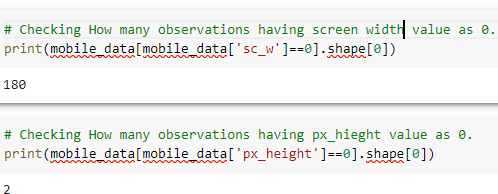 # Checking How many observations having screen width value as 0.
print(mobile_data[mobile_data['sc_w']==0].shape[0])
180
# Checking How many observations having px_hieght value as 0.
print(mobile_data[mobile_data['px_height']==0].shape[0])
2